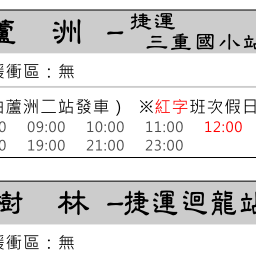 蘆 洲 – 捷運
三重國小站
緩衝區：無
由蘆洲二站發車） ※紅字班次假日
0 09:00 10:00 11:00 12:00
0 19:00 21:00 23:00
樹 林 –捷運迴龍站
緩衝區：無